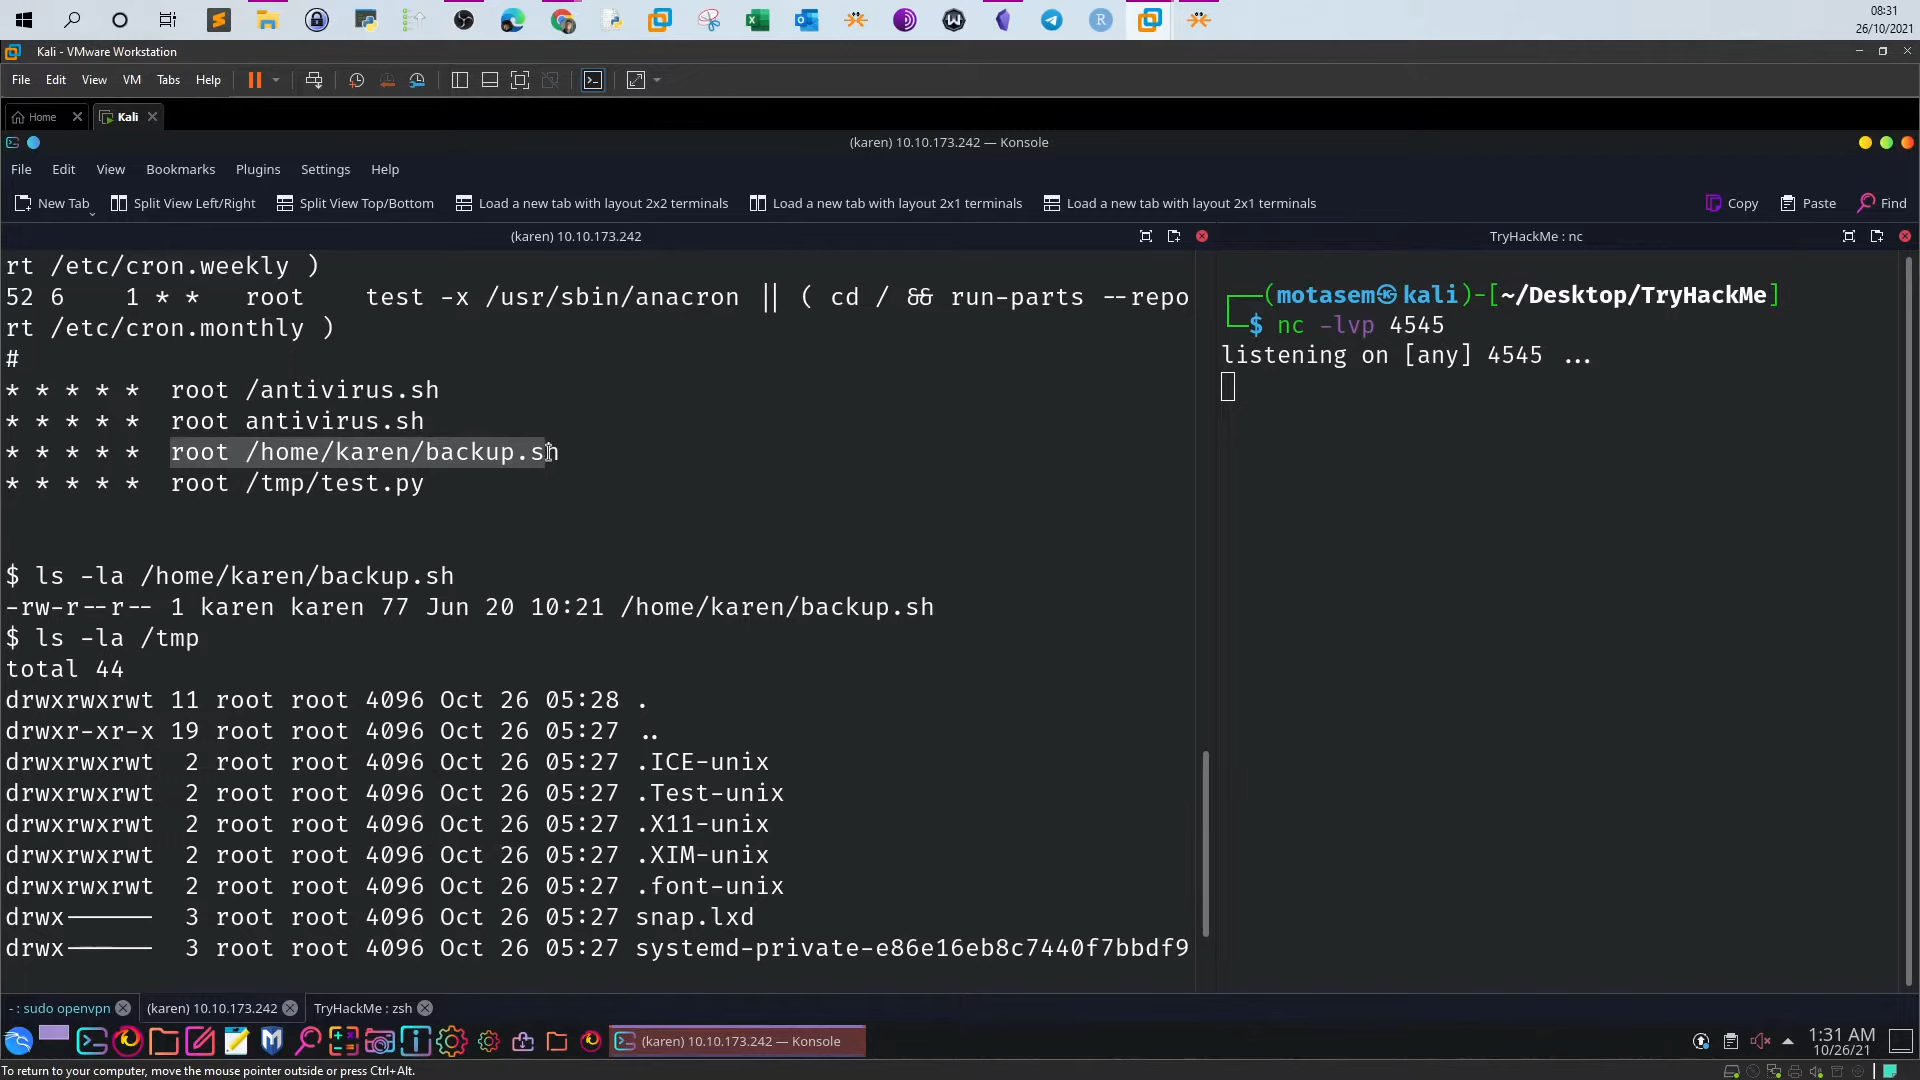 08:31
26/10/2021
Kali - VMware Workstation
File Edit View VM Tabs Help
Home Kali
(karen) 10.10.173.242 — Konsole
File Edit View Bookmarks Plugins Settings Help
New Tab Split View Left/Right Split View Top/Bottom Load a new tab with layout 2x2 terminals Load a new tab with layout 2x1 terminals Load a new tab with layout 2x1 terminals Copy Paste Find
(karen) 10.10.173.242
rt /etc/cron.weekly )
52 6 1 * * root test -x /usr/sbin/anacron || ( cd / && run-parts --repo
rt /etc/cron.monthly )
#
* * * * * root /antivirus.sh
* * * * * root antivirus.sh
* * * * * root /home/karen/backup.sh
* * * * * root /tmp/test.py
$ ls -la /home/karen/backup.sh
-rw-r--r-- 1 karen karen 77 Jun 20 10:21 /home/karen/backup.sh
$ ls -la /tmp
total 44
drwxrwxrwt 11 root root 4096 Oct 26 05:28 .
drwxr-xr-x 19 root root 4096 Oct 26 05:27 ..
drwxrwxrwt 2 root root 4096 Oct 26 05:27 .ICE-unix
drwxrwxrwt 2 root root 4096 Oct 26 05:27 .Test-unix
drwxrwxrwt 2 root root 4096 Oct 26 05:27 .X11-unix
drwxrwxrwt 2 root root 4096 Oct 26 05:27 .XIM-unix
drwxrwxrwt 2 root root 4096 Oct 26 05:27 .font-unix
drwx------ 3 root root 4096 Oct 26 05:27 snap.lxd
drwx------ 3 root root 4096 Oct 26 05:27 systemd-private-e86e16eb8c7440f7bbdf9
TryHackMe : nc
┌──(motasem㉿kali)-[~/Desktop/TryHackMe]
└─$ nc -lvp 4545
listening on [any] 4545 ...
- : sudo openvpn (karen) 10.10.173.242 TryHackMe : zsh
(karen) 10.10.173.242 — Konsole
1:31 AM
10/26/21
To return to your computer, move the mouse pointer outside or press Ctrl+Alt.